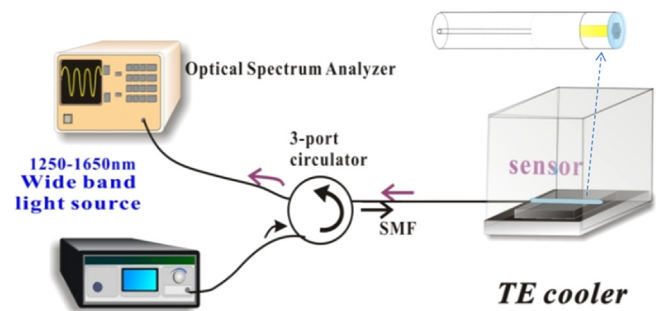 Optical Spectrum Analyzer
1250-1650nm
Wide band
light source
3-port
circulator
SMF
sensor
TE cooler